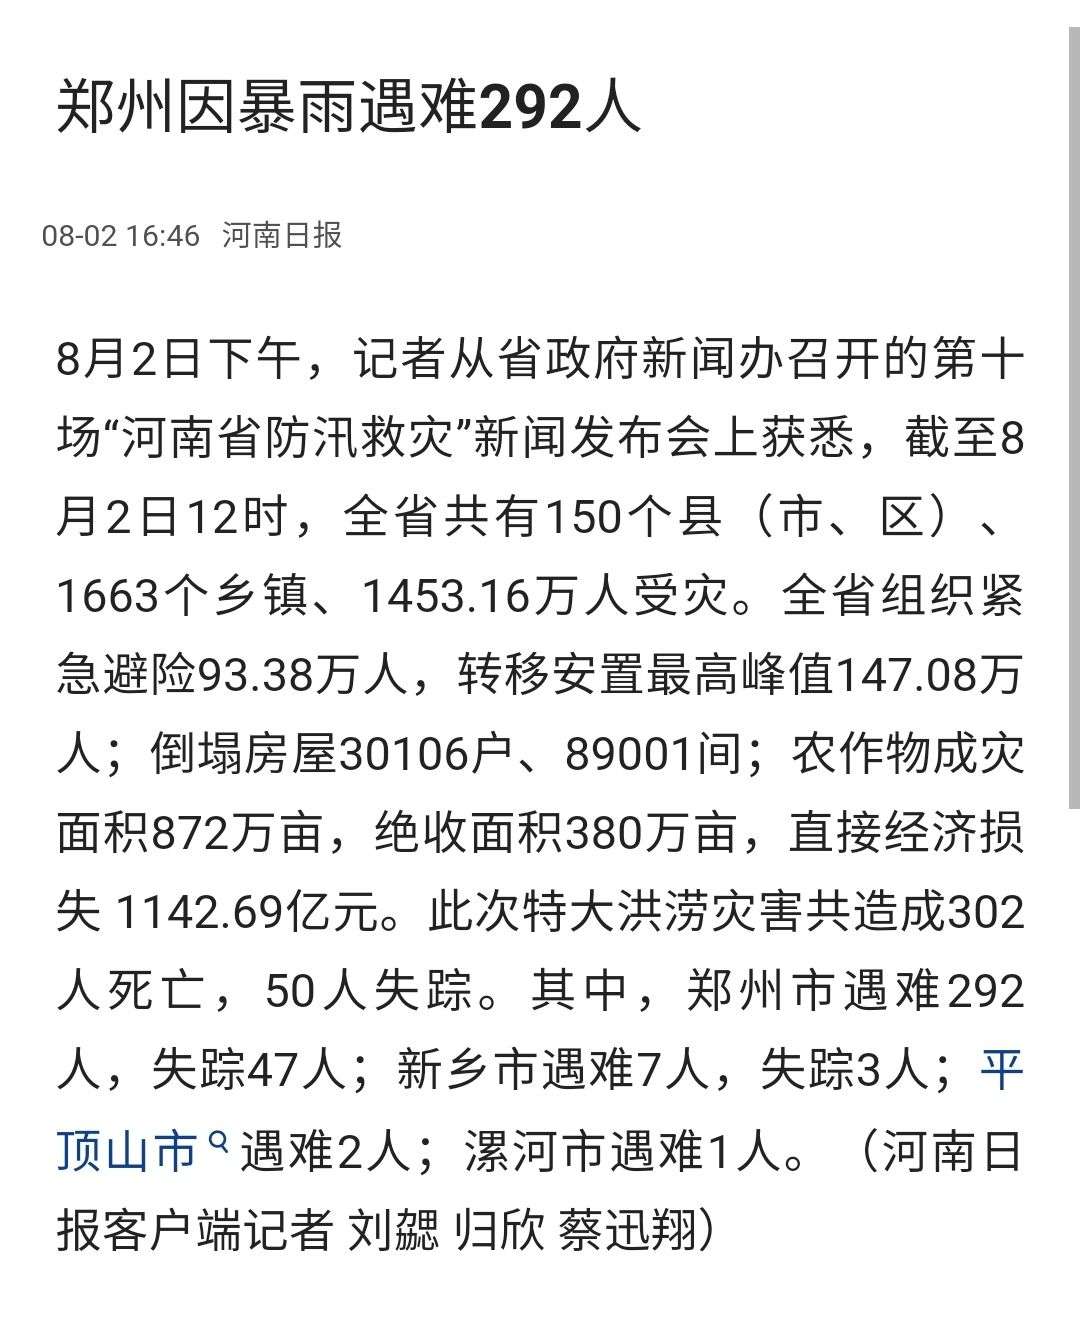 郑州因暴雨遇难292人
08-02 16:46 河南日报
8月2日下午，记者从省政府新闻办召开的第十
场“河南省防汛救灾”新闻发布会上获悉，截至8
月2日12时，全省共有150个县（市、区）、
1663个乡镇、1453.16万人受灾。全省组织紧
急避险93.38万人，转移安置最高峰值147.08万
人；倒塌房屋30106户、89001间；农作物成灾
面积872万亩，绝收面积380万亩，直接经济损
失 1142.69亿元。此次特大洪涝灾害共造成302
人死亡，50人失踪。其中，郑州市遇难292
人，失踪47人；新乡市遇难7人，失踪3人；平
顶山市遇难2人；漯河市遇难1人。（河南日
报客户端记者 刘勰 归欣 蔡迅翔）